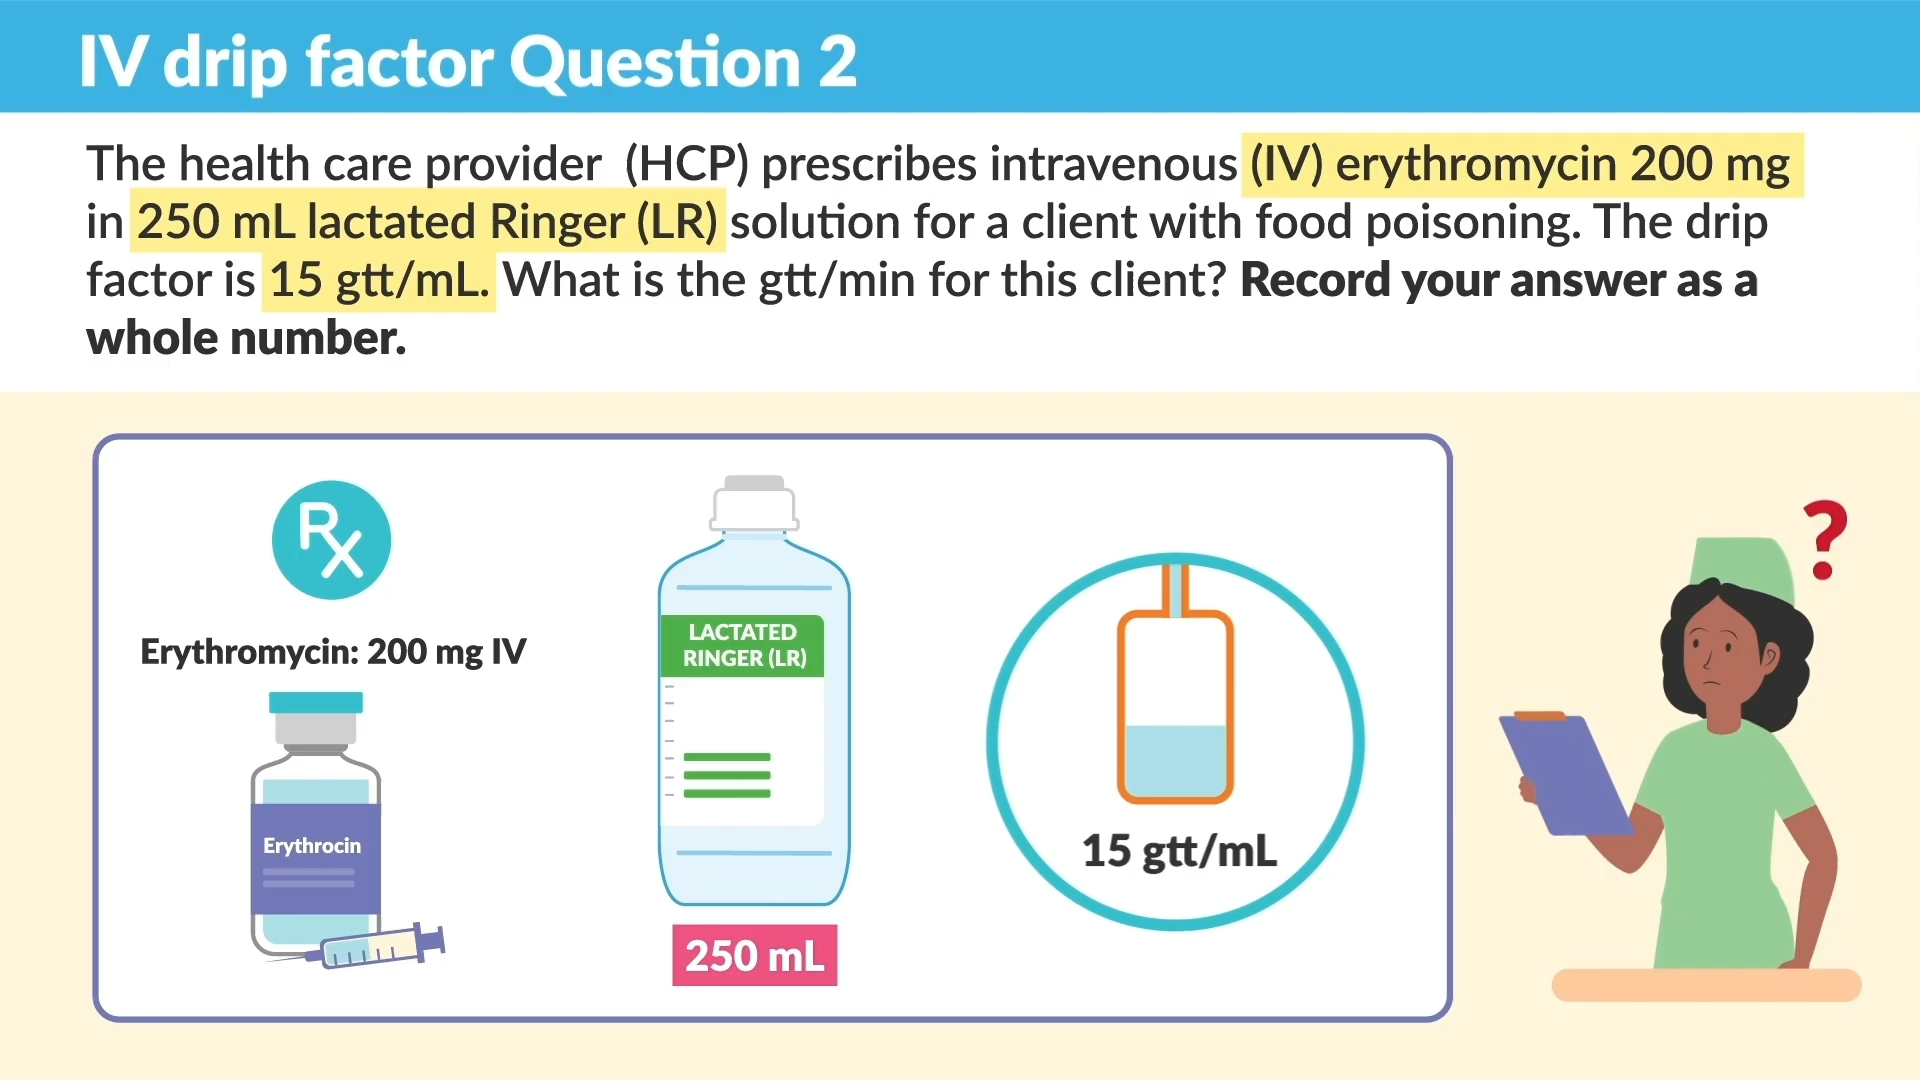 IV drip factor Question 2
The health care provider (HCP) prescribes intravenous (IV) erythromycin 200 mg
in 250 mL lactated Ringer (LR) solution for a client with food poisoning. The drip
factor is 15 gtt/mL. What is the gtt/min for this client? Record your answer as a
whole number.
Rx
Erythromycin: 200 mg IV
Erythrocin
LACTATED
RINGER (LR)
250 mL
15 gtt/mL
?